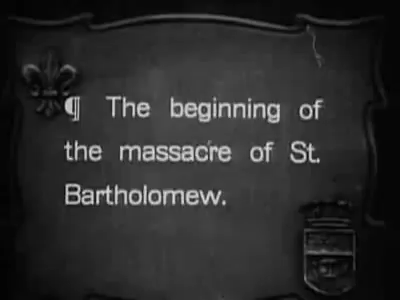 ¶ The beginning of
the massacre of St.
Bartholomew.